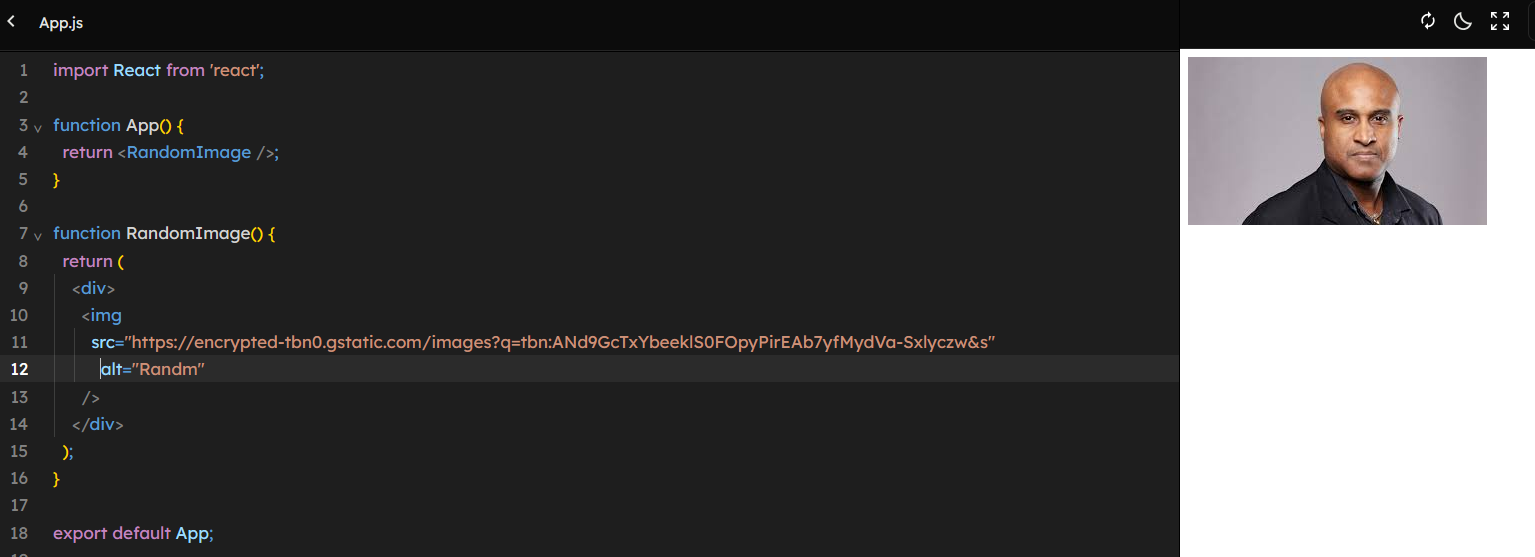 App.js
1 import React from 'react';
2
3 function App() {
4 return <RandomImage />;
5 }
6
7 function RandomImage() {
8 return (
9 <div>
10 <img
11 src="https://encrypted-tbn0.gstatic.com/images?q=tbn:ANd9GcTxYbeeklS0FOpyPirEAb7yfMydVa-Sxlyczw&s"
12 alt="Randm"
13 />
14 </div>
15 );
16 }
17
18 export default App;